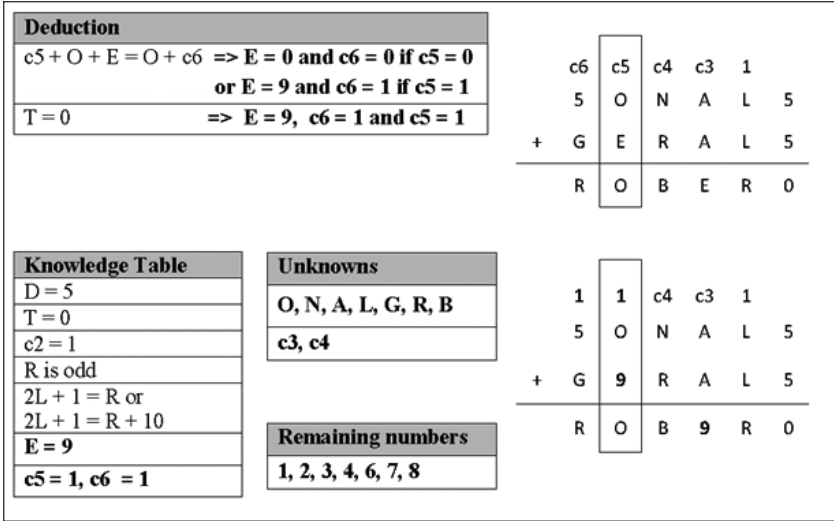 Deduction
c5 + O + E = O + c6 => E = 0 and c6 = 0 if c5 = 0
or E = 9 and c6 = 1 if c5 = 1
T = 0 => E = 9, c6 = 1 and c5 = 1
c6 c5 c4 c3 1
5 O N A L 5
+ G E R A L 5
R O B E R 0
Knowledge Table
D = 5
T = 0
c2 = 1
R is odd
2L + 1 = R or
2L + 1 = R + 10
E = 9
c5 = 1, c6 = 1
Unknowns
O, N, A, L, G, R, B
c3, c4
Remaining numbers
1, 2, 3, 4, 6, 7, 8
1 1 c4 c3 1
5 O N A L 5
+ G 9 R A L 5
R O B 9 R 0